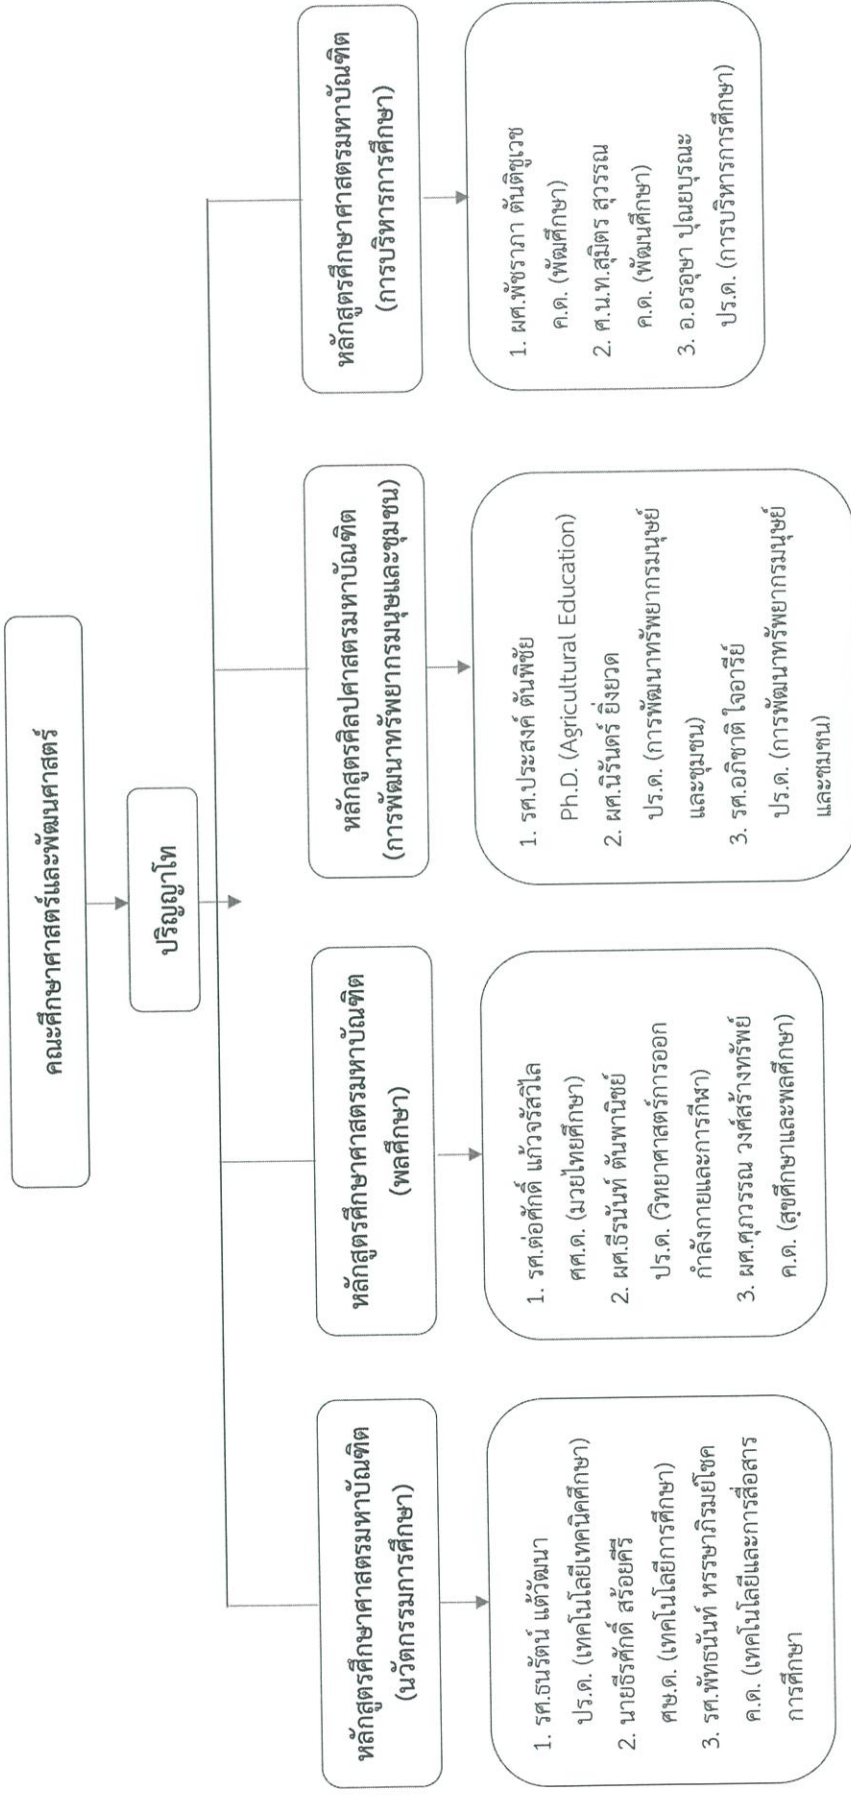 คณะศึกษาศาสตร์และพัฒนศาสตร์
ปริญญาโท
หลักสูตรศึกษาศาสตรมหาบัณฑิต
(นวัตกรรมการศึกษา)
1. รศ.ธนรัตน์ แต้วัฒนา
ปร.ด. (เทคโนโลยีเทคนิคศึกษา)
2. นายธีรศักดิ์ สร้อยคีรี
ศษ.ด. (เทคโนโลยีการศึกษา)
3. รศ.พัทธนันท์ หรรษาภิรมย์โชค
ค.ด. (เทคโนโลยีและการสื่อสาร
การศึกษา
หลักสูตรศึกษาศาสตรมหาบัณฑิต
(พลศึกษา)
1. รศ.ต่อศักดิ์ แก้วจรัสวิไล
ศศ.ด. (มวยไทยศึกษา)
2. ผศ.ธีรนันท์ ตันพานิชย์
ปร.ด. (วิทยาศาสตร์การออก
กำลังกายและการกีฬา)
3. ผศ.ศุภวรรณ วงศ์สร้างทรัพย์
ค.ด. (สุขศึกษาและพลศึกษา)
หลักสูตรศิลปศาสตรมหาบัณฑิต
(การพัฒนาทรัพยากรมนุษและชุมชน)
1. รศ.ประสงค์ ตันพิชัย
Ph.D. (Agricultural Education)
2. ผศ.นิรันดร์ ยิ่งยวด
ปร.ด. (การพัฒนาทรัพยากรมนุษย์
และชุมชน)
3. รศ.อภิชาติ ใจอารีย์
ปร.ด. (การพัฒนาทรัพยากรมนุษย์
และชมชน)
หลักสูตรศึกษาศาสตรมหาบัณฑิต
(การบริหารการศึกษา)
1. ผศ.พัชราภา ตันติชูเวช
ค.ด. (พัฒศึกษา)
2. ศ.น.ท.สุมิตร สุวรรณ
ค.ด. (พัฒนศึกษา)
3. อ.อรอุษา ปุณยบุรณะ
ปร.ด. (การบริหารการศึกษา)